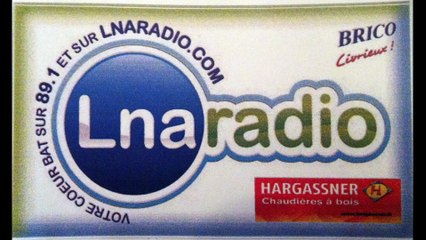 VOTRE COEUR BAT SUR 89.1 ET SUR LNARADIO.COM
Lnaradio
BRICO
Civrieux !
HARGASSNER
H
Chaudières à bois